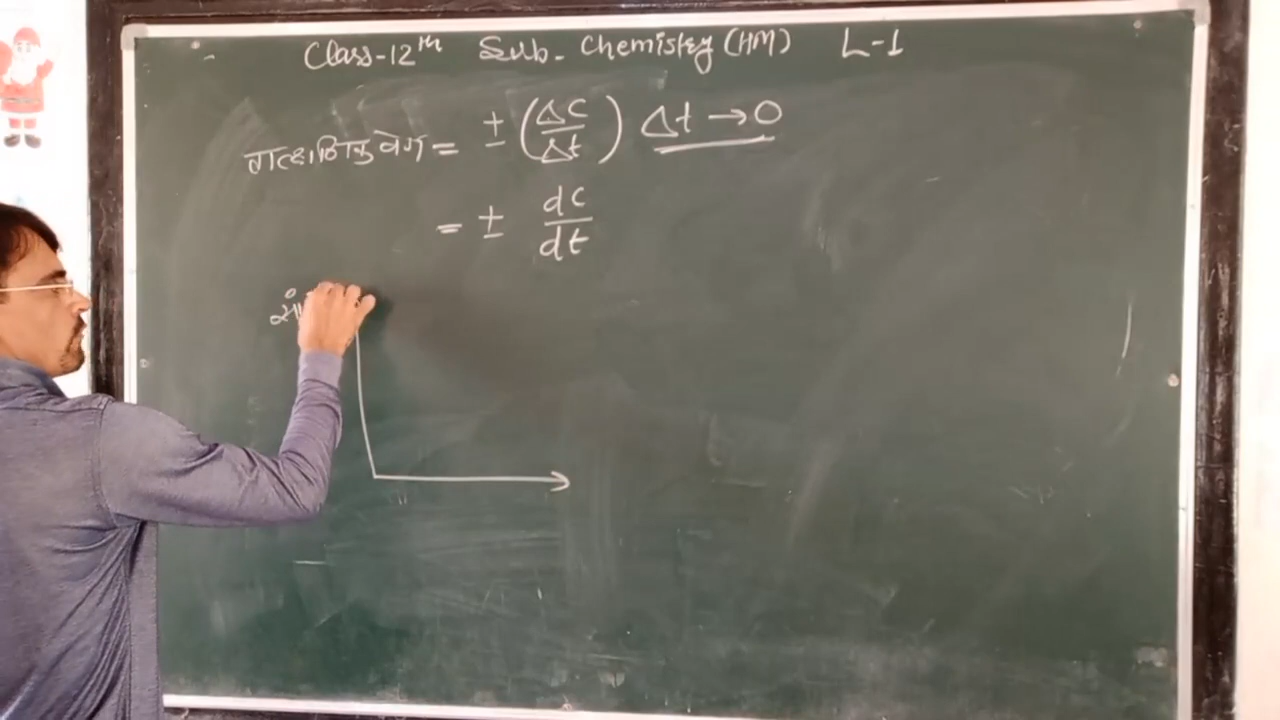 Class-12th Sub- Chemistry (HM) L-1
तात्क्षणिक वेग = ± (ΔC/Δt) Δt → 0
= ± dc/dt
सां